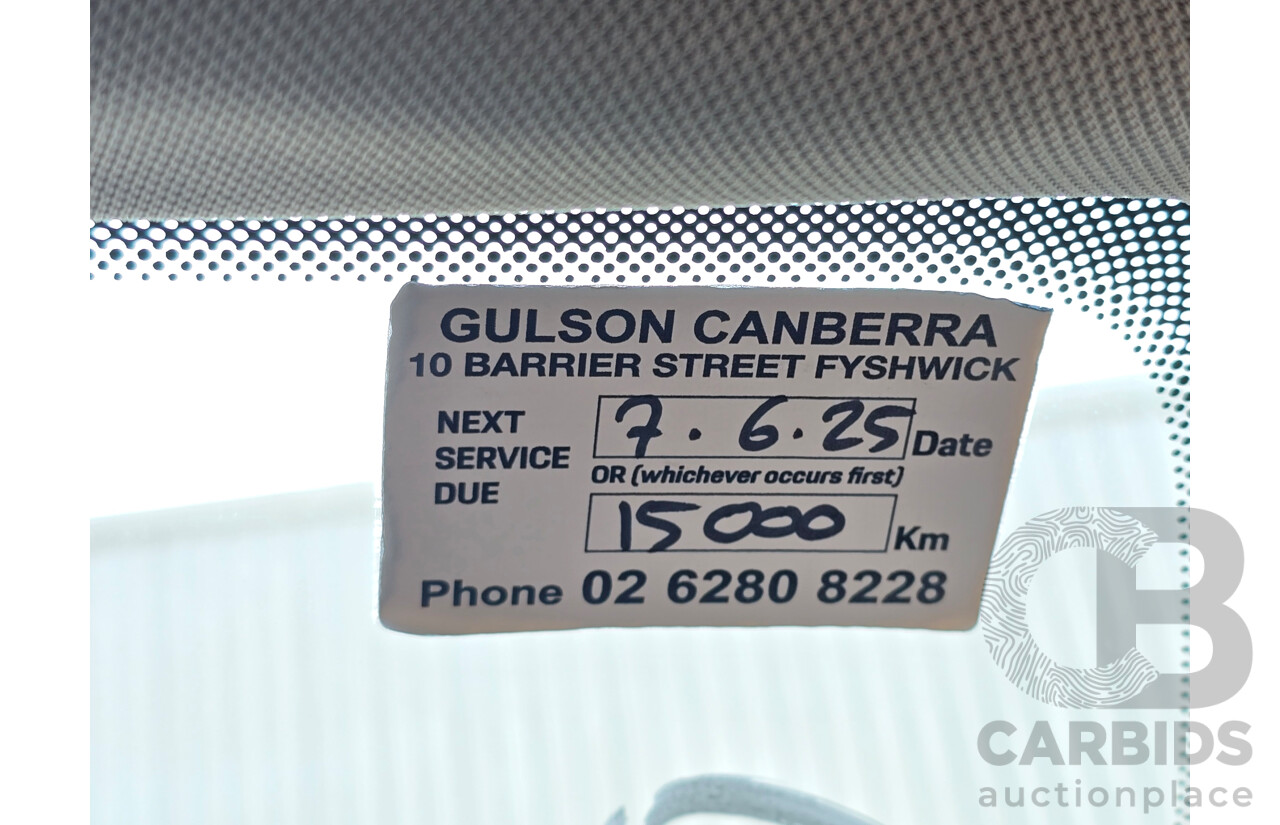 GULSON CANBERRA
10 BARRIER STREET FYSHWICK
NEXT
SERVICE
DUE
7.6.25 Date
OR (whichever occurs first)
15000 Km
Phone 02 6280 8228
CB
CARBIDS
auctionplace